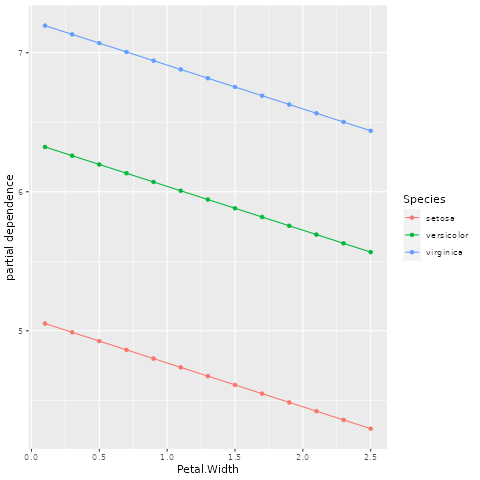 7
6
5
partial dependence
0.0 0.5 1.0 1.5 2.0 2.5
Petal.Width
Species
setosa
versicolor
virginica